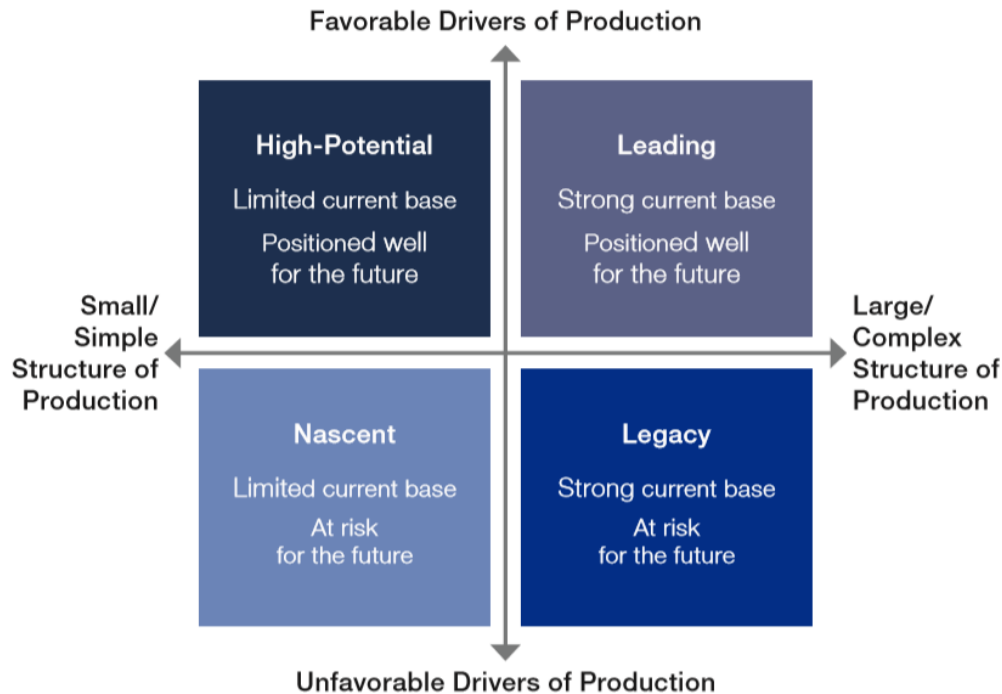 Favorable Drivers of Production
High-Potential
Limited current base
Positioned well
for the future
Leading
Strong current base
Positioned well
for the future
Small/
Simple
Structure of
Production
Large/
Complex
Structure of
Production
Nascent
Limited current base
At risk
for the future
Legacy
Strong current base
At risk
for the future
Unfavorable Drivers of Production